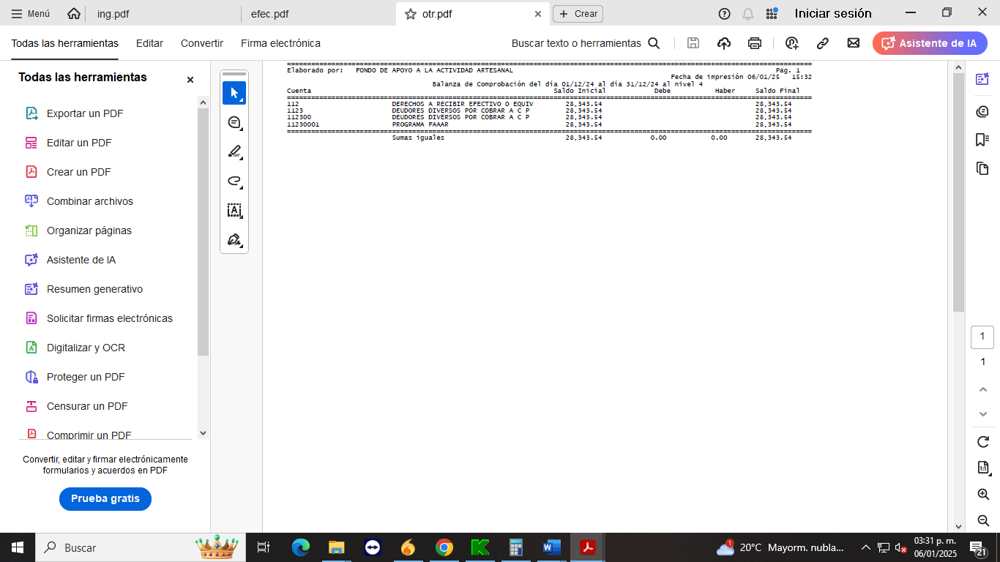 Menú
ing.pdf
efec.pdf
otr.pdf
Crear
Iniciar sesión
Todas las herramientas
Editar
Convertir
Firma electrónica
Buscar texto o herramientas
Asistente de IA
Todas las herramientas
Exportar un PDF
Editar un PDF
Crear un PDF
Combinar archivos
Organizar páginas
Asistente de IA
Resumen generativo
Solicitar firmas electrónicas
Digitalizar y OCR
Proteger un PDF
Censurar un PDF
Comprimir un PDF
Convertir, editar y firmar electrónicamente
formularios y acuerdos en PDF
Prueba gratis
Elaborado por: FONDO DE APOYO A LA ACTIVIDAD ARTESANAL Pag. 1
Fecha de impresión 06/01/25 15:32
Balanza de Comprobación del día 01/12/24 al día 31/12/24 al nivel 4
Cuenta Saldo Inicial Debe Haber Saldo Final
112 DERECHOS A RECIBIR EFECTIVO O EQUIV 28,343.54 28,343.54
1123 DEUDORES DIVERSOS POR COBRAR A C P 28,343.54 28,343.54
112300 DEUDORES DIVERSOS POR COBRAR A C P 28,343.54 28,343.54
11230001 PROGRAMA FAAAR 28,343.54 28,343.54
Sumas iguales 28,343.54 0.00 0.00 28,343.54
1
1
1:1
Buscar
1
20°C Mayorm. nubla...
03:31 p. m.
06/01/2025
21